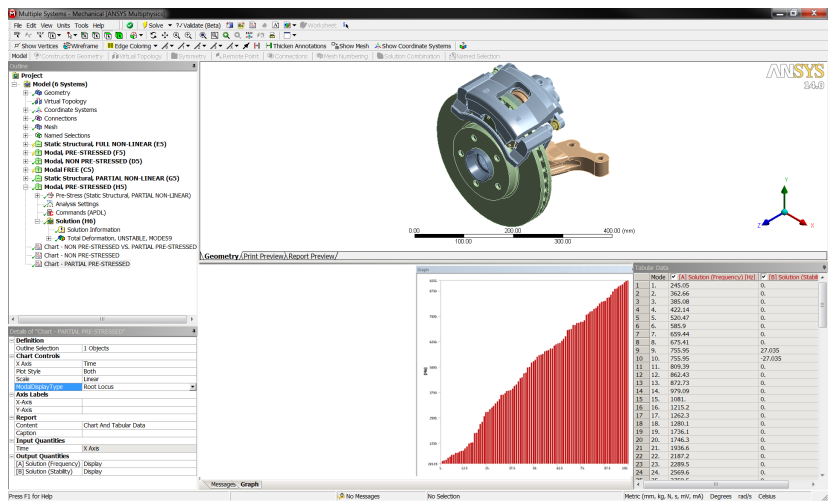 Multiple Systems - Mechanical [ANSYS Multiphysics]
File Edit View Units Tools Help Solve ?/Validate (Beta) Worksheet
Show Vertices Wireframe Edge Coloring Thicken Annotations Show Mesh Show Coordinate Systems
Model Construction Geometry Virtual Topology Symmetry Remote Point Connections Mesh Numbering Solution Combination Named Selection
Outline
Project
Model (6 Systems)
Geometry
Virtual Topology
Coordinate Systems
Connections
Mesh
Named Selections
Static Structural, FULL NON-LINEAR (E5)
Modal, PRE-STRESSED (F5)
Modal, NON PRE-STRESSED (D5)
Modal FREE (C5)
Static Structural, PARTIAL NON-LINEAR (G5)
Modal, PRE-STRESSED (H5)
Pre-Stress (Static Structural, PARTIAL NON-LINEAR)
Analysis Settings
Commands (APDL)
Solution (H6)
Solution Information
Total Deformation, UNSTABLE, MODE59
Chart - NON PRE-STRESSED VS. PARTIAL PRE-STRESSED
Chart - NON PRE-STRESSED
Chart - PARTIAL PRE-STRESSED
ANSYS
14.0
Y
Z X
0.00 200.00 400.00 (mm)
100.00 300.00
Geometry Print Preview Report Preview
Details of "Chart - PARTIAL PRE-STRESSED"
Definition
Outline Selection 1 Objects
Chart Controls
X Axis Time
Plot Style Both
Scale Linear
ModalDisplayType Root Locus
Axis Labels
X-Axis
Y-Axis
Report
Content Chart And Tabular Data
Caption
Input Quantities
Time X Axis
Output Quantities
[A] Solution (Frequency) Display
[B] Solution (Stability) Display
Graph
Messages Graph
Tabular Data
Mode [A] Solution (Frequency) [Hz] [B] Solution (Stabili
1 1. 245.05 0.
2 2. 362.66 0.
3 3. 385.08 0.
4 4. 422.14 0.
5 5. 520.47 0.
6 6. 585.9 0.
7 7. 659.44 0.
8 8. 675.41 0.
9 9. 755.95 27.035
10 10. 755.95 -27.035
11 11. 809.39 0.
12 12. 862.43 0.
13 13. 872.73 0.
14 14. 979.09 0.
15 15. 1081. 0.
16 16. 1215.2 0.
17 17. 1262.3 0.
18 18. 1280.1 0.
19 19. 1736.1 0.
20 20. 1746.3 0.
21 21. 1936.6 0.
22 22. 2187.2 0.
23 23. 2289.5 0.
24 24. 2569.6 0.
Press F1 for Help No Messages No Selection Metric (mm, kg, N, s, mV, mA) Degrees rad/s Celsius